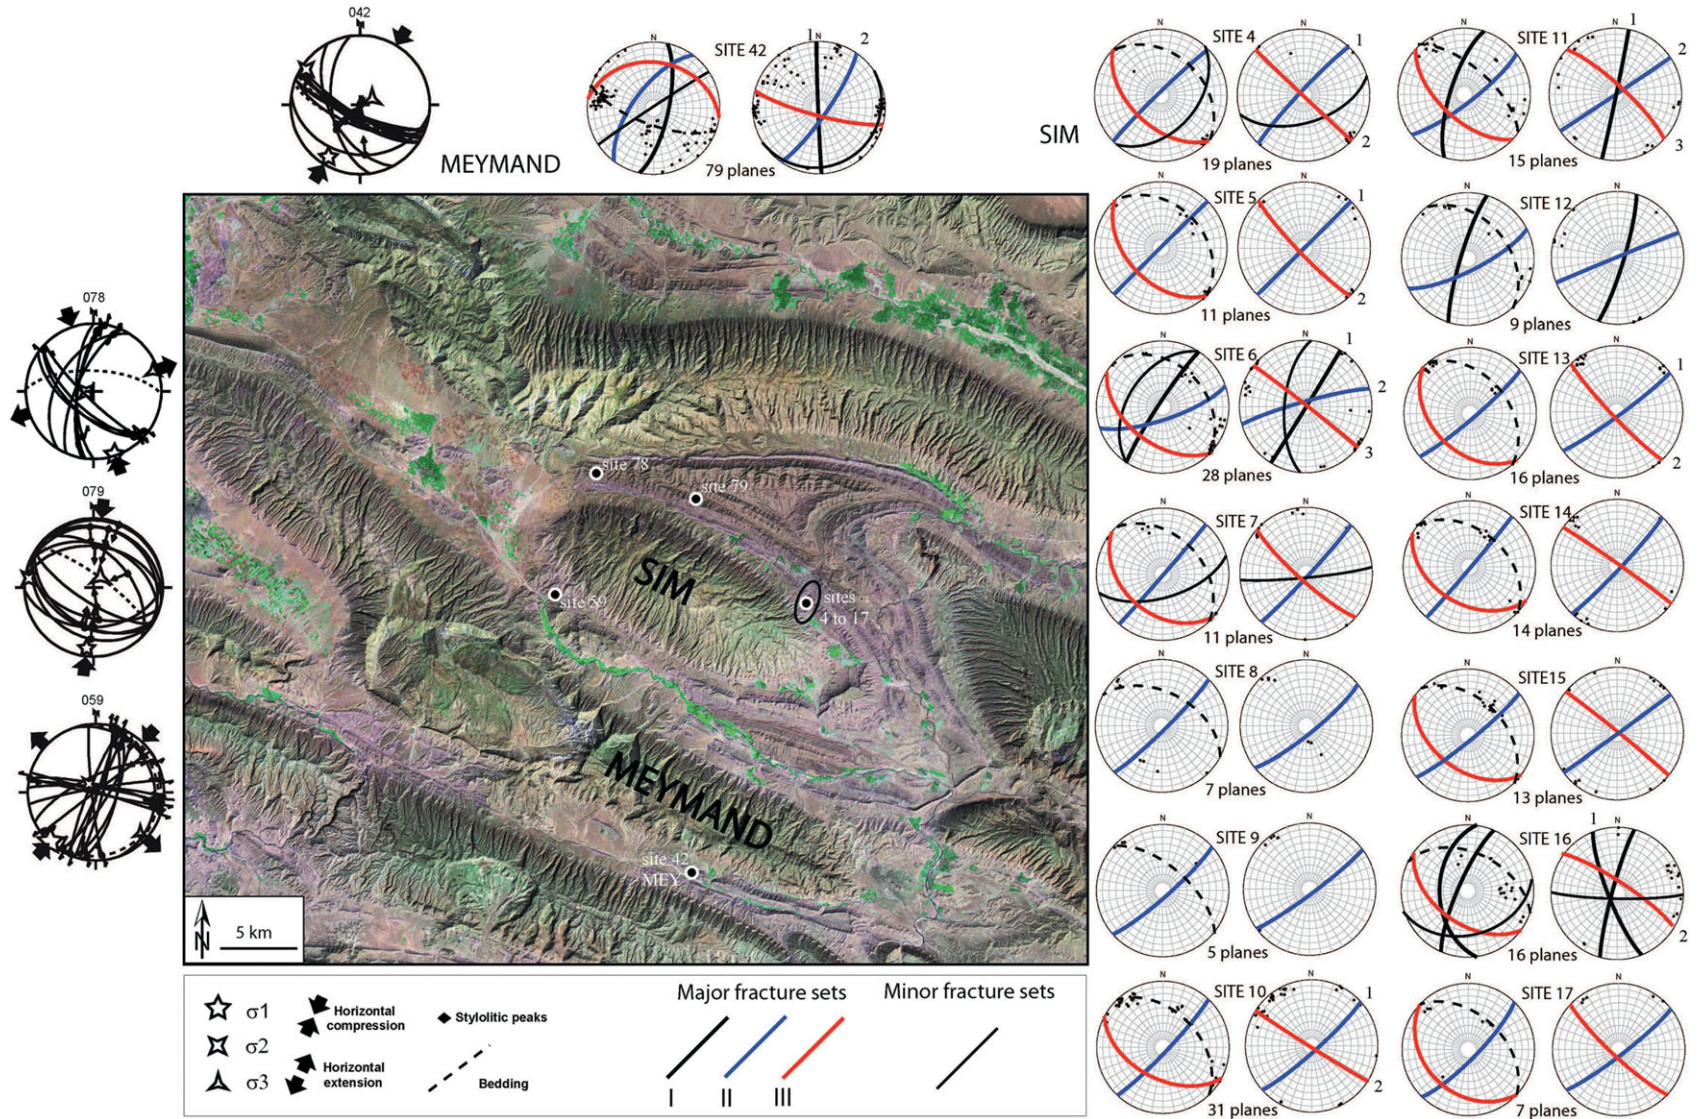 042
MEYMAND
1 N 2
SITE 42
79 planes
SIM
N
SITE 4
1
2
19 planes
N
SITE 11
1
2
3
15 planes
N
SITE 5
1
2
11 planes
N
SITE 12
9 planes
N
SITE 6
1
2
3
28 planes
N
SITE 13
1
2
16 planes
N
SITE 7
11 planes
N
SITE 14
14 planes
N
SITE 8
7 planes
N
SITE15
13 planes
N
SITE 9
5 planes
N
SITE 16
1
2
16 planes
N
SITE 10
1
2
31 planes
N
SITE 17
7 planes
078
079
059
site 78
site 79
site 59
SIM
sites
4 to 17
MEYMAND
site 42
MEY
N
5 km
σ1
σ2
σ3
Horizontal
compression
Horizontal
extension
Stylolitic peaks
Bedding
Major fracture sets
I II III
Minor fracture sets